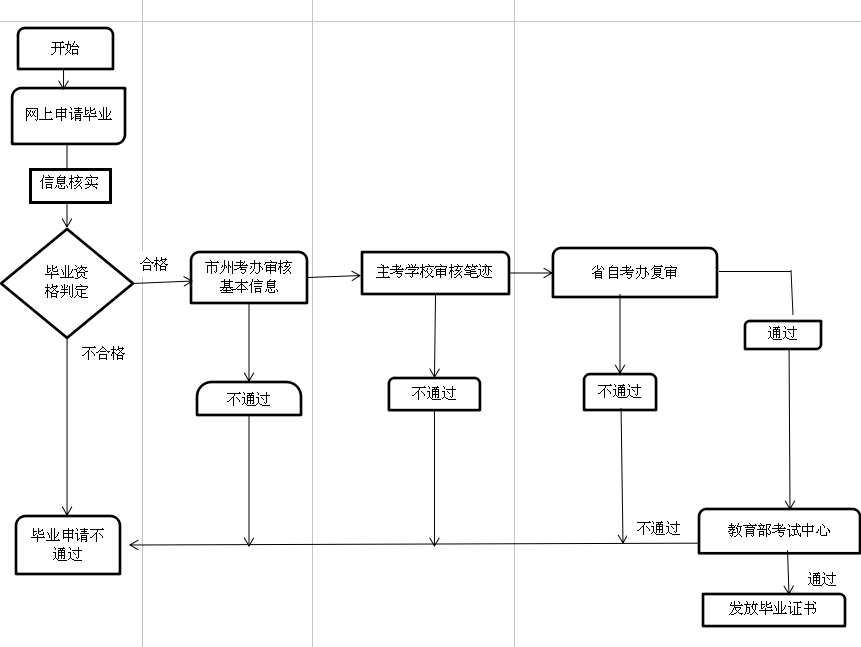 开始
网上申请毕业
信息核实
毕业资
格判定
合格
不合格
市州考办审核
基本信息
主考学校审核笔迹
省自考办复审
通过
不通过
不通过
不通过
毕业申请不
通过
不通过
教育部考试中心
通过
发放毕业证书